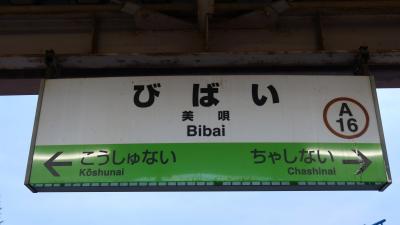 びばい
美唄
Bibai
A
16
← こうしゅない
Kōshunai
ちゃしない →
Chashinai